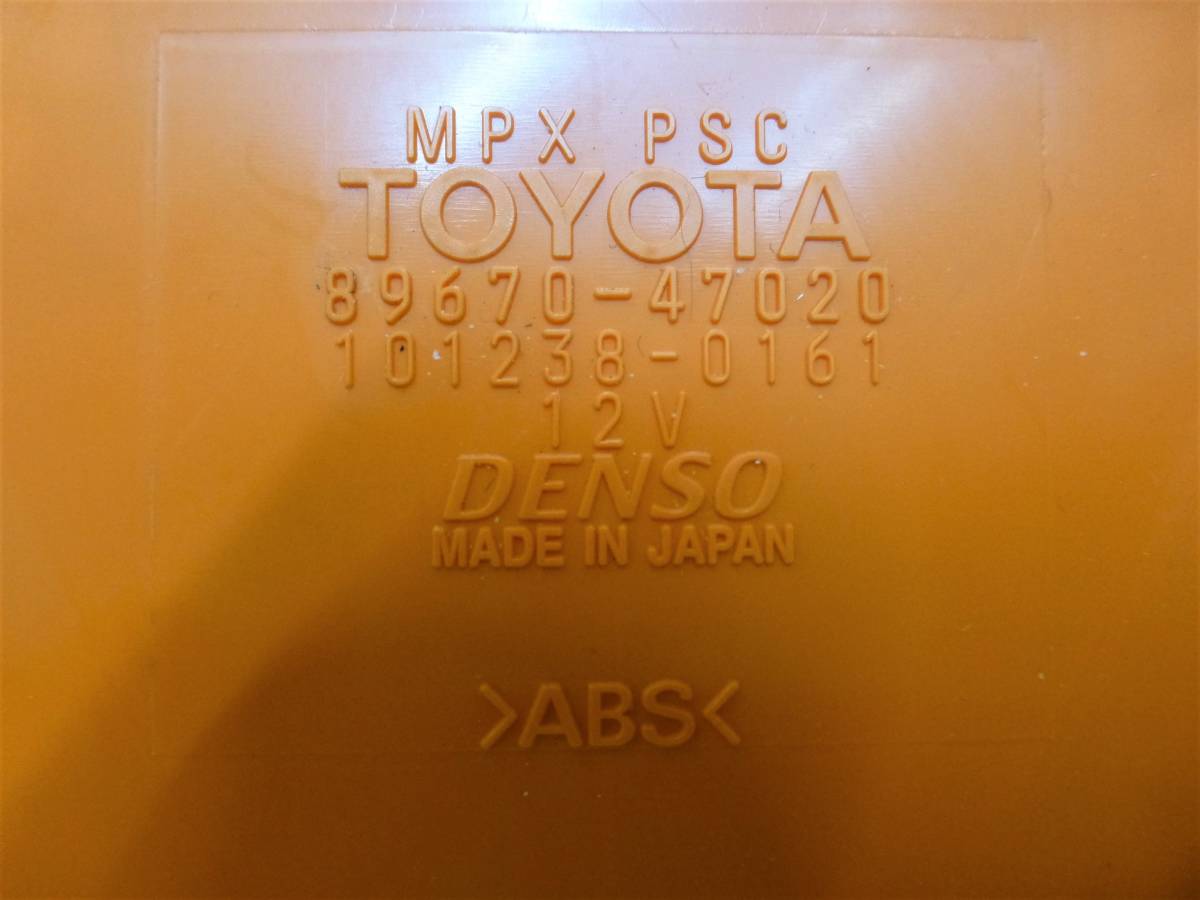 MPX PSC
TOYOTA
89670-47020
101238-0161
12V
DENSO
MADE IN JAPAN
>ABS<